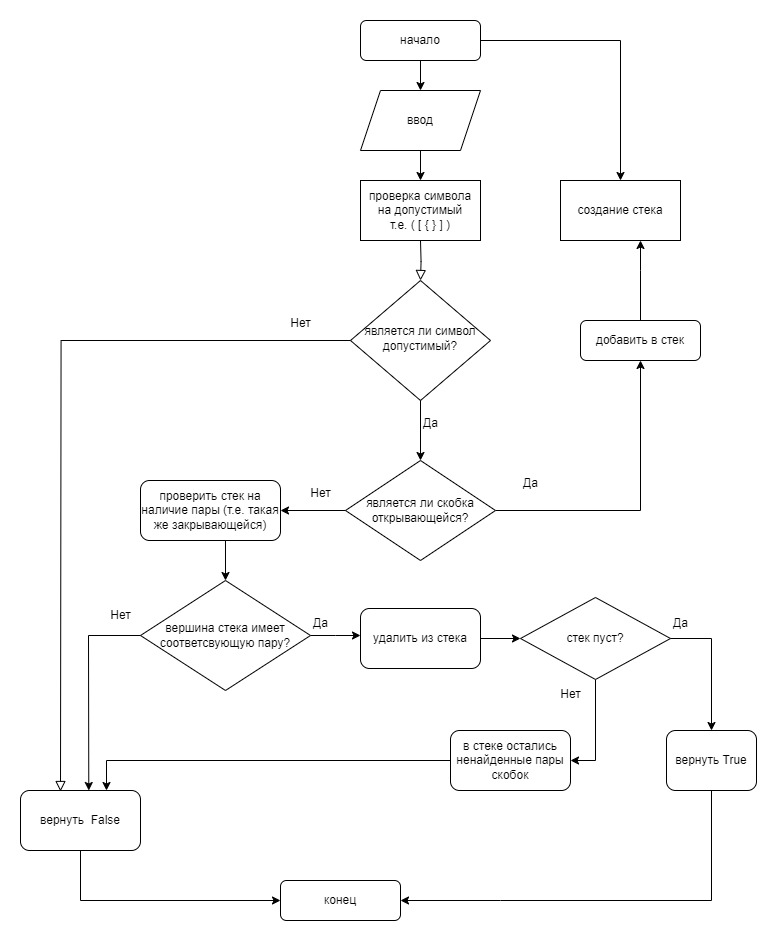 начало
ввод
проверка символа
на допустимый
т.е. ( [ { } ] )
создание стека
Нет
является ли символ
допустимый?
добавить в стек
Да
Да
проверить стек на
наличие пары (т.е. такая
же закрывающейся)
Нет
является ли скобка
открывающейся?
Нет
вершина стека имеет
соответсвующую пару?
Да
удалить из стека
стек пуст?
Да
Нет
в стеке остались
ненайденные пары
скобок
вернуть True
вернуть False
конец